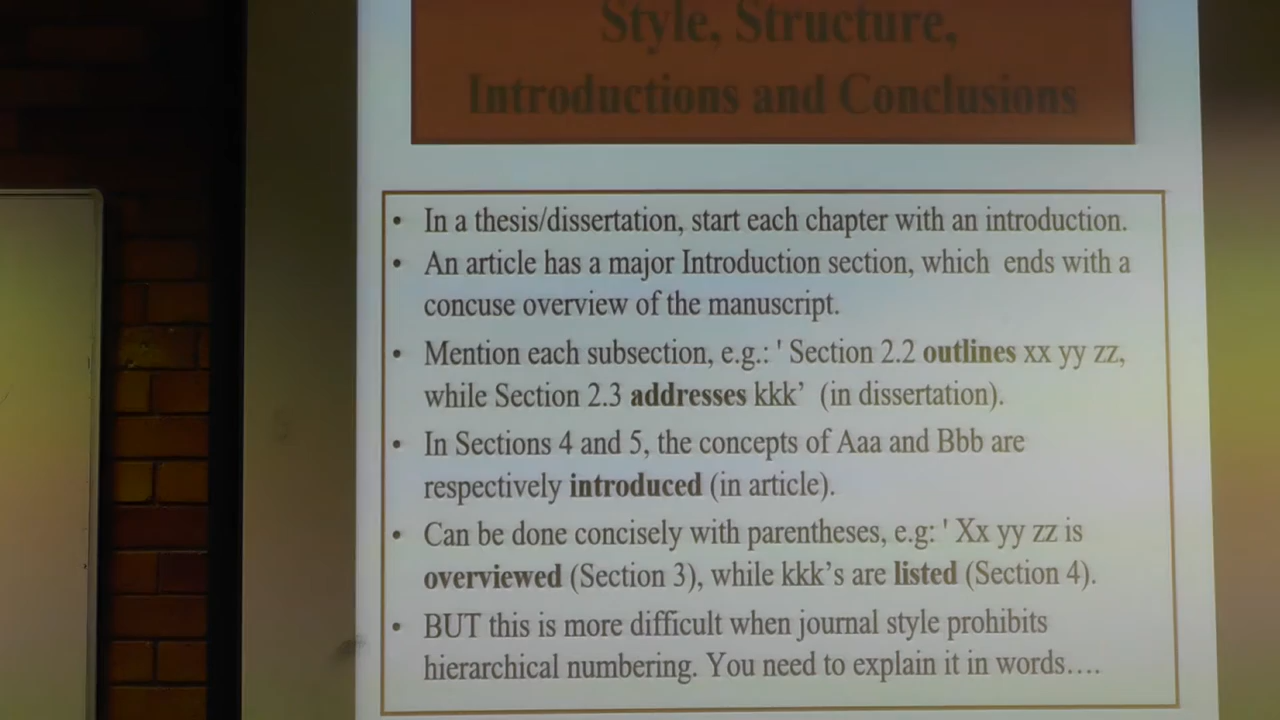 Style, Structure,
Introductions and Conclusions
• In a thesis/dissertation, start each chapter with an introduction.
• An article has a major Introduction section, which ends with a
concuse overview of the manuscript.
• Mention each subsection, e.g.: ' Section 2.2 outlines xx yy zz,
while Section 2.3 addresses kkk’ (in dissertation).
• In Sections 4 and 5, the concepts of Aaa and Bbb are
respectively introduced (in article).
• Can be done concisely with parentheses, e.g: ' Xx yy zz is
overviewed (Section 3), while kkk’s are listed (Section 4).
• BUT this is more difficult when journal style prohibits
hierarchical numbering. You need to explain it in words….